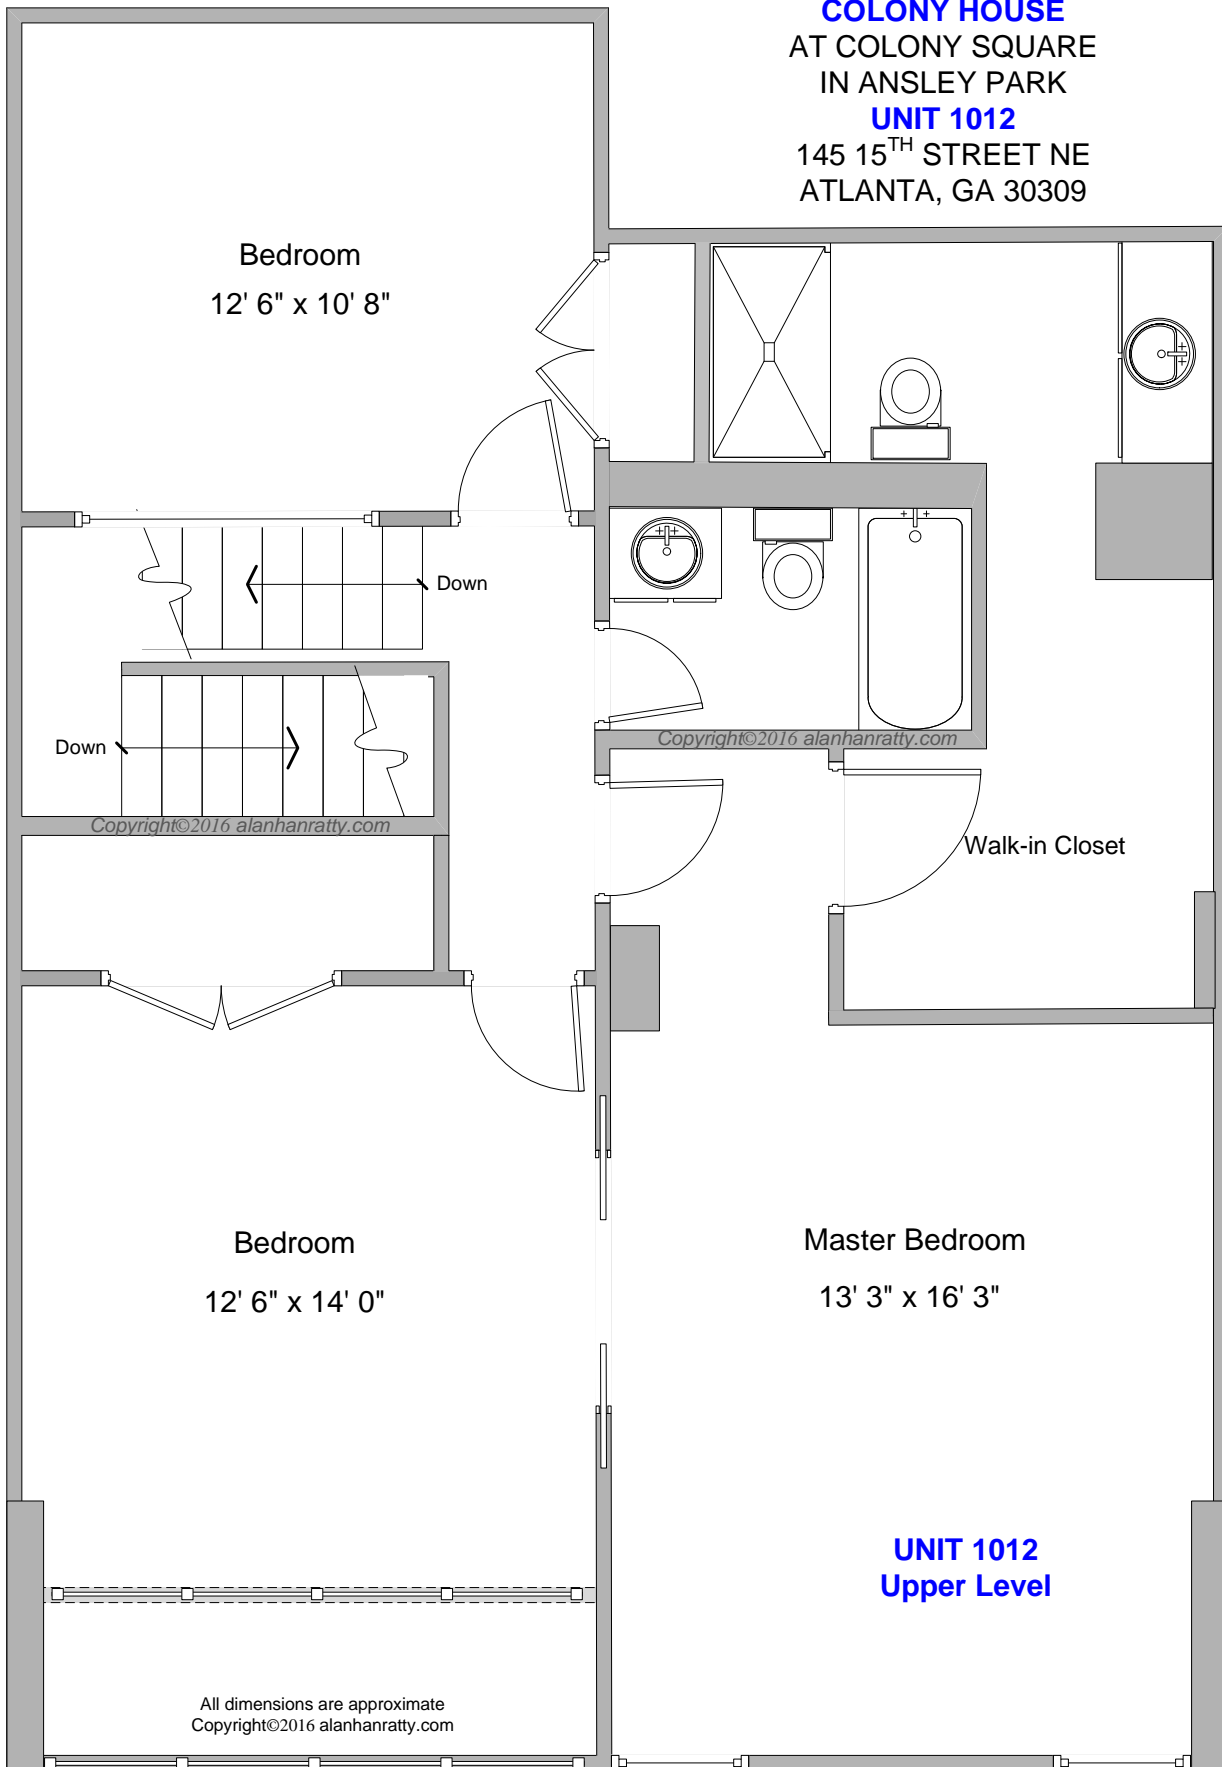 COLONY HOUSE
AT COLONY SQUARE
IN ANSLEY PARK
UNIT 1012
145 15TH STREET NE
ATLANTA, GA 30309
Bedroom
12' 6" x 10' 8"
Down
Down
Copyright©2016 alanhanratty.com
Copyright©2016 alanhanratty.com
Walk-in Closet
Bedroom
12' 6" x 14' 0"
Master Bedroom
13' 3" x 16' 3"
UNIT 1012
Upper Level
All dimensions are approximate
Copyright©2016 alanhanratty.com